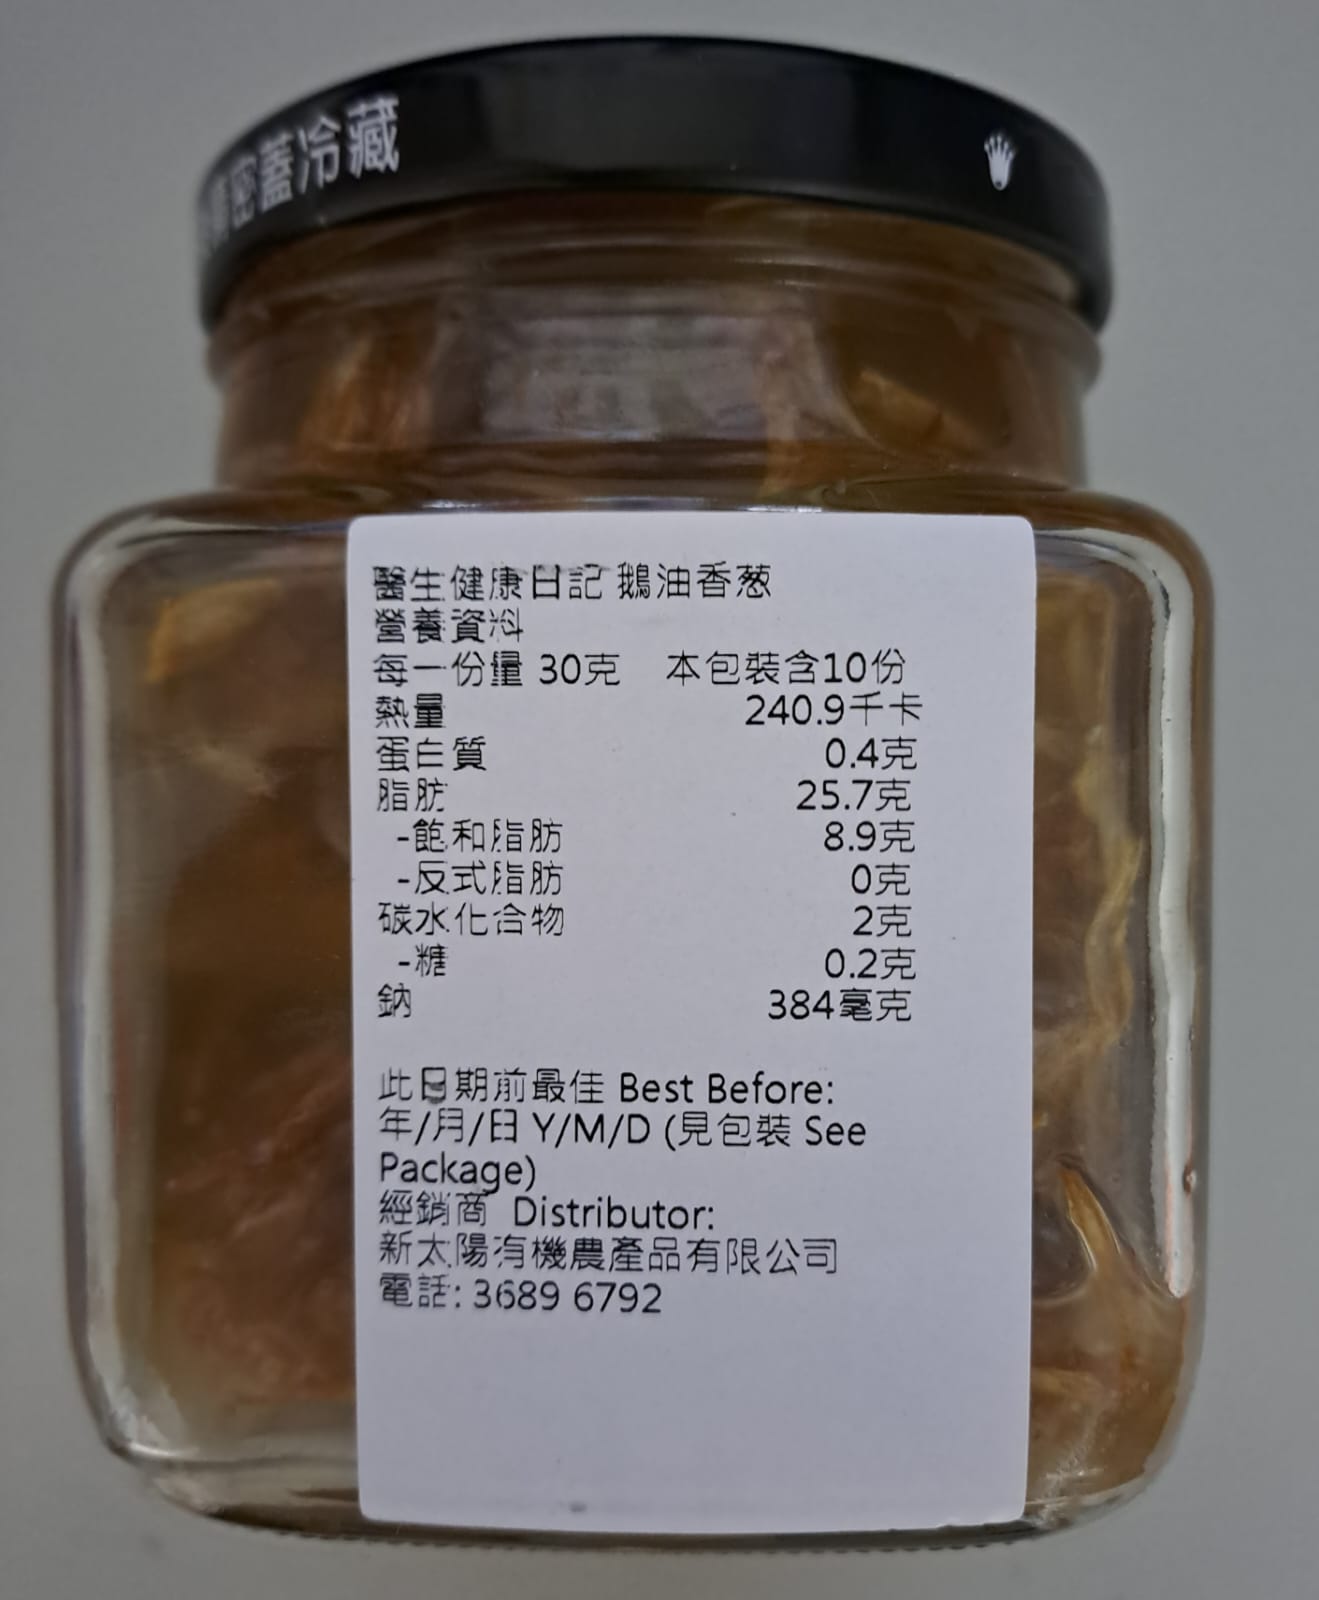 密蓋冷藏
醫生健康日記 鵝油香葱
營養資料
每一份量 30克 本包裝含10份
熱量 240.9千卡
蛋白質 0.4克
脂肪 25.7克
-飽和脂肪 8.9克
-反式脂肪 0克
碳水化合物 2克
-糖 0.2克
鈉 384毫克
此日期前最佳 Best Before:
年/月/日 Y/M/D (見包裝 See
Package)
經銷商 Distributor:
新太陽有機農產品有限公司
電話: 3689 6792